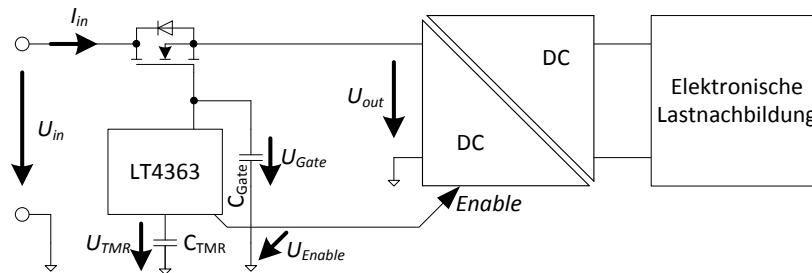 I_in
DC
Elektronische
Lastnachbildung
U_out
U_in
DC
LT4363
C_Gate
U_Gate
Enable
U_TMR
C_TMR
U_Enable